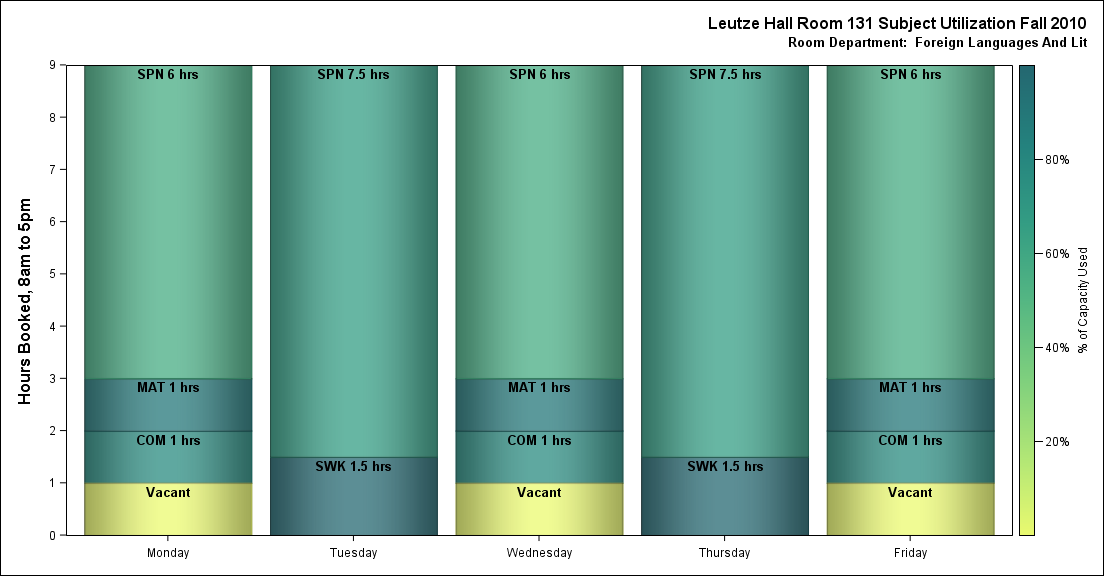 Leutze Hall Room 131 Subject Utilization Fall 2010
Room Department:  Foreign Languages And Lit
Hours Booked, 8am to 5pm
9
8
7
6
5
4
3
2
1
0
SPN 6 hrs
MAT 1 hrs
COM 1 hrs
Vacant
SPN 7.5 hrs
SWK 1.5 hrs
SPN 6 hrs
MAT 1 hrs
COM 1 hrs
Vacant
SPN 7.5 hrs
SWK 1.5 hrs
SPN 6 hrs
MAT 1 hrs
COM 1 hrs
Vacant
Monday
Tuesday
Wednesday
Thursday
Friday
80%
60%
40%
20%
% of Capacity Used